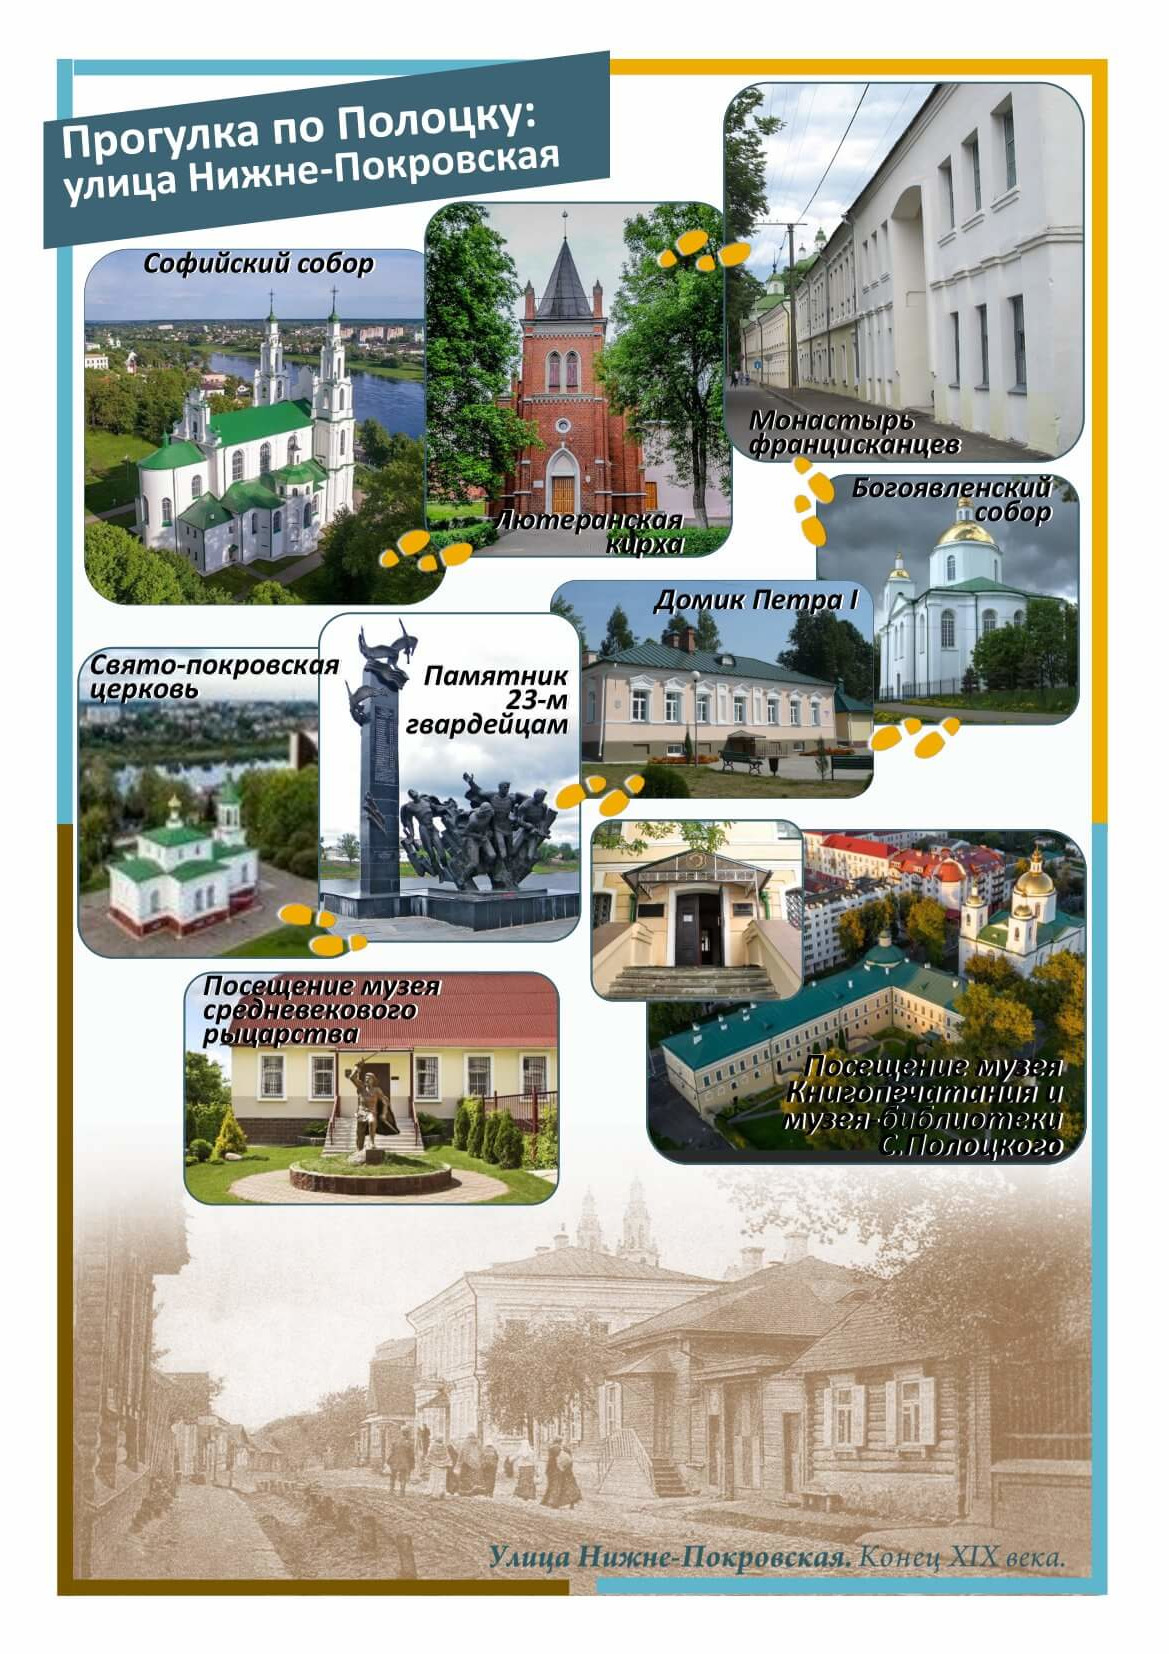 Прогулка по Полоцку:
улица Нижне-Покровская
Софийский собор
Лютеранская
кирха
Монастырь
францисканцев
Богоявленский
собор
Домик Петра I
Памятник
23-м
гвардейцам
Свято-покровская
церковь
Посещение музея
средневекового
рыцарства
Посещение музея
Книгопечатания и
музея-библиотеки
С.Полоцкого
Улица Нижне-Покровская. Конец XIX века.